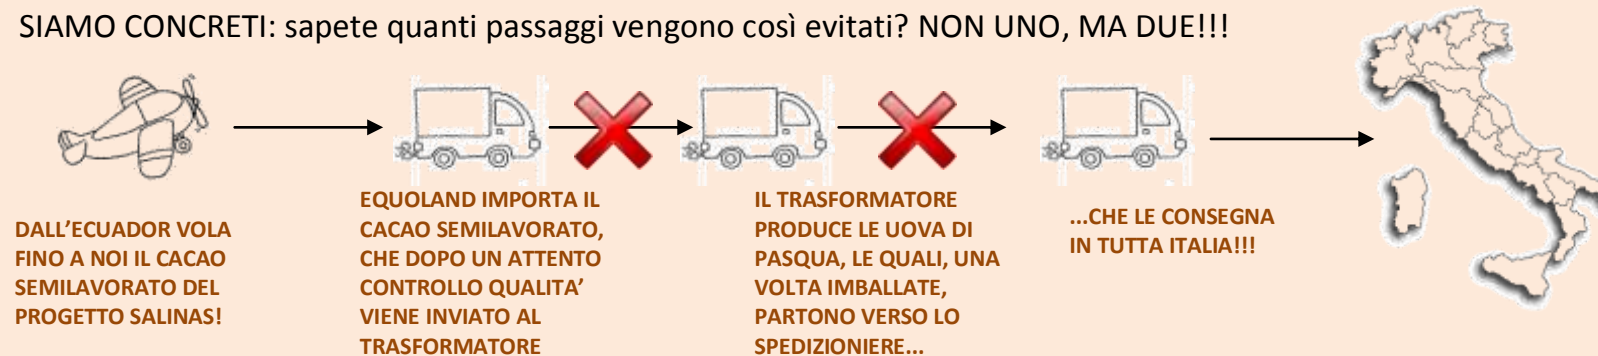 SIAMO CONCRETI: sapete quanti passaggi vengono così evitati? NON UNO, MA DUE!!!
DALL’ECUADOR VOLA
FINO A NOI IL CACAO
SEMILAVORATO DEL
PROGETTO SALINAS!
EQUOLAND IMPORTA IL
CACAO SEMILAVORATO,
CHE DOPO UN ATTENTO
CONTROLLO QUALITA’
VIENE INVIATO AL
TRASFORMATORE
IL TRASFORMATORE
PRODUCE LE UOVA DI
PASQUA, LE QUALI, UNA
VOLTA IMBALLATE,
PARTONO VERSO LO
SPEDIZIONIERE...
...CHE LE CONSEGNA
IN TUTTA ITALIA!!!